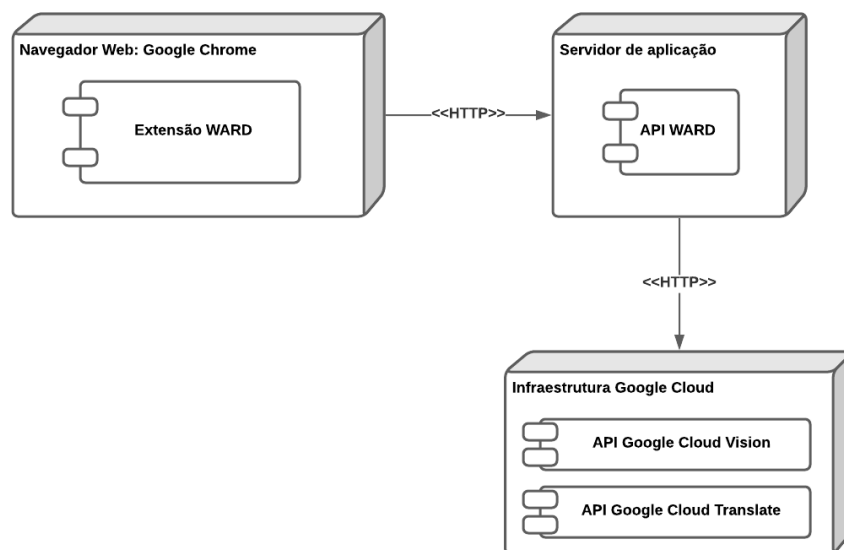 Navegador Web: Google Chrome
Extensão WARD
<<HTTP>>
Servidor de aplicação
API WARD
<<HTTP>>
Infraestrutura Google Cloud
API Google Cloud Vision
API Google Cloud Translate